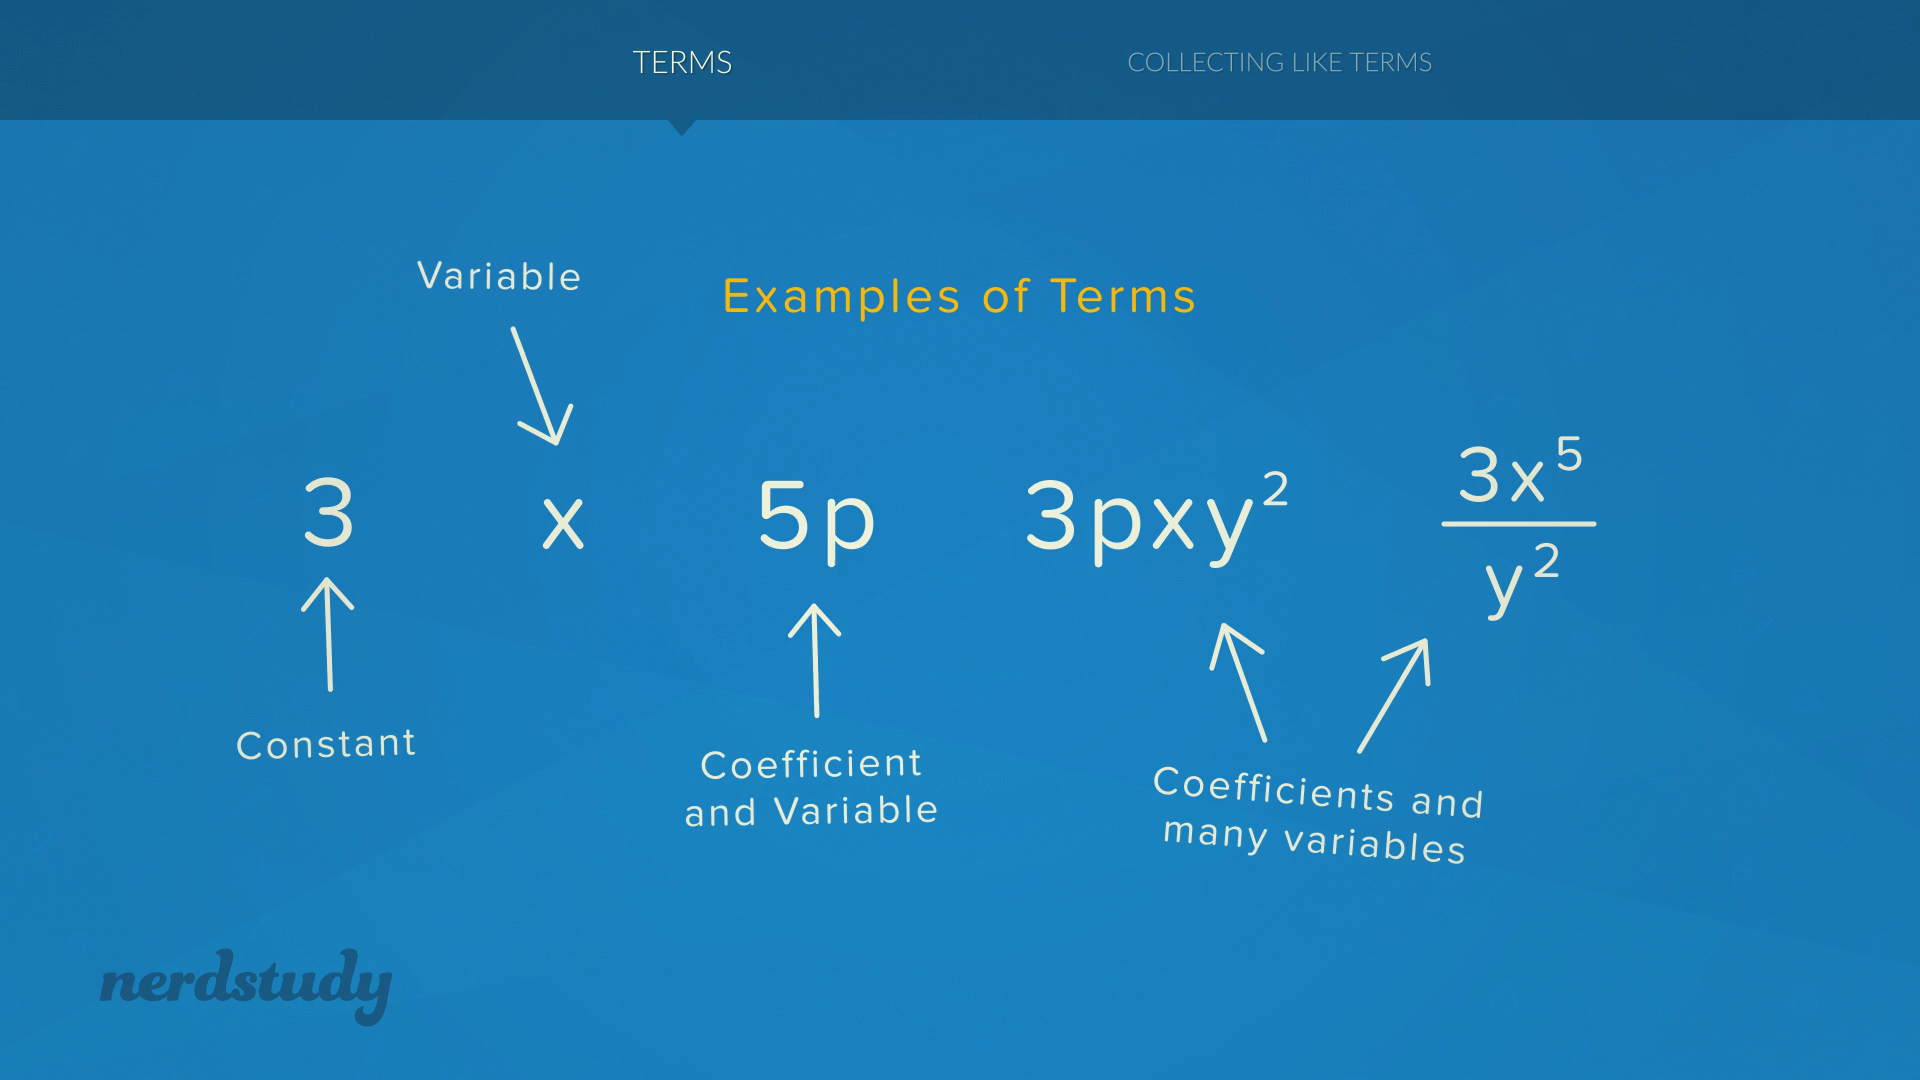 TERMS
COLLECTING LIKE TERMS
Variable
Examples of Terms
3
x
5p
3pxy²
3x⁵
y²
Constant
Coefficient
and Variable
Coefficients and
many variables
nerdstudy